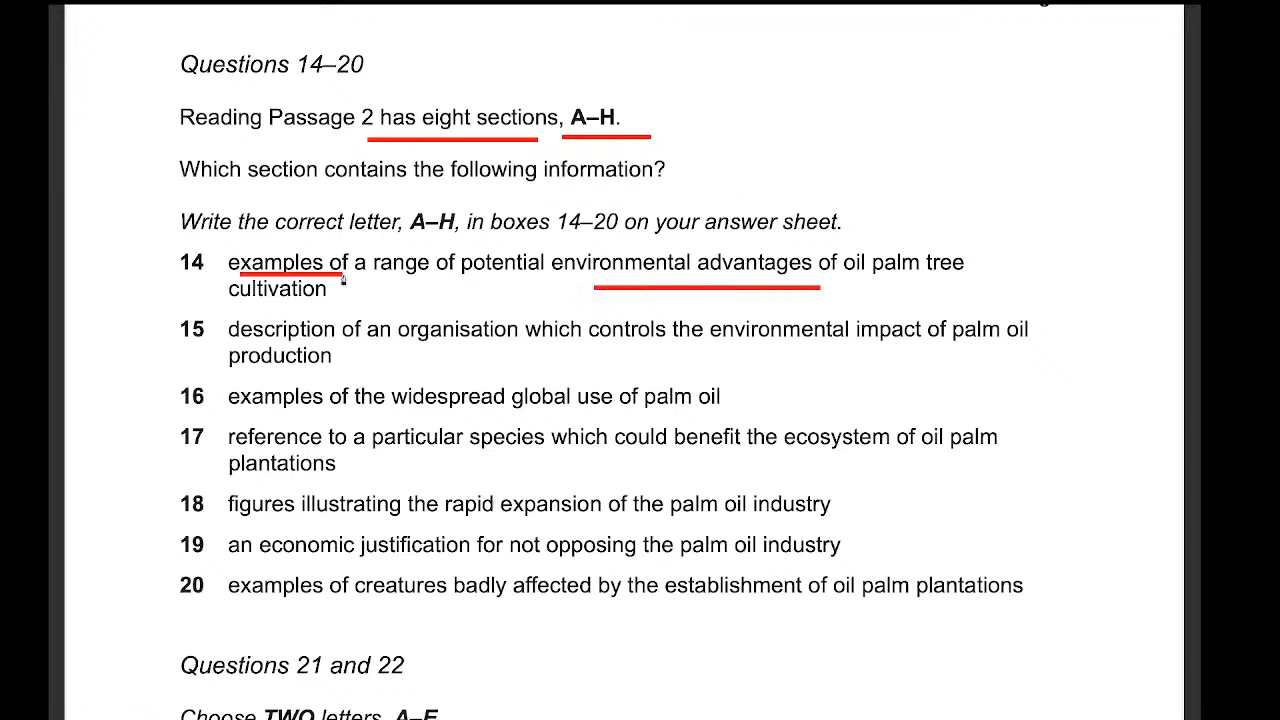 Questions 14–20
Reading Passage 2 has eight sections, A–H.
Which section contains the following information?
Write the correct letter, A–H, in boxes 14–20 on your answer sheet.
14 examples of a range of potential environmental advantages of oil palm tree
cultivation
15 description of an organisation which controls the environmental impact of palm oil
production
16 examples of the widespread global use of palm oil
17 reference to a particular species which could benefit the ecosystem of oil palm
plantations
18 figures illustrating the rapid expansion of the palm oil industry
19 an economic justification for not opposing the palm oil industry
20 examples of creatures badly affected by the establishment of oil palm plantations
Questions 21 and 22
Choose TWO letters, A–E